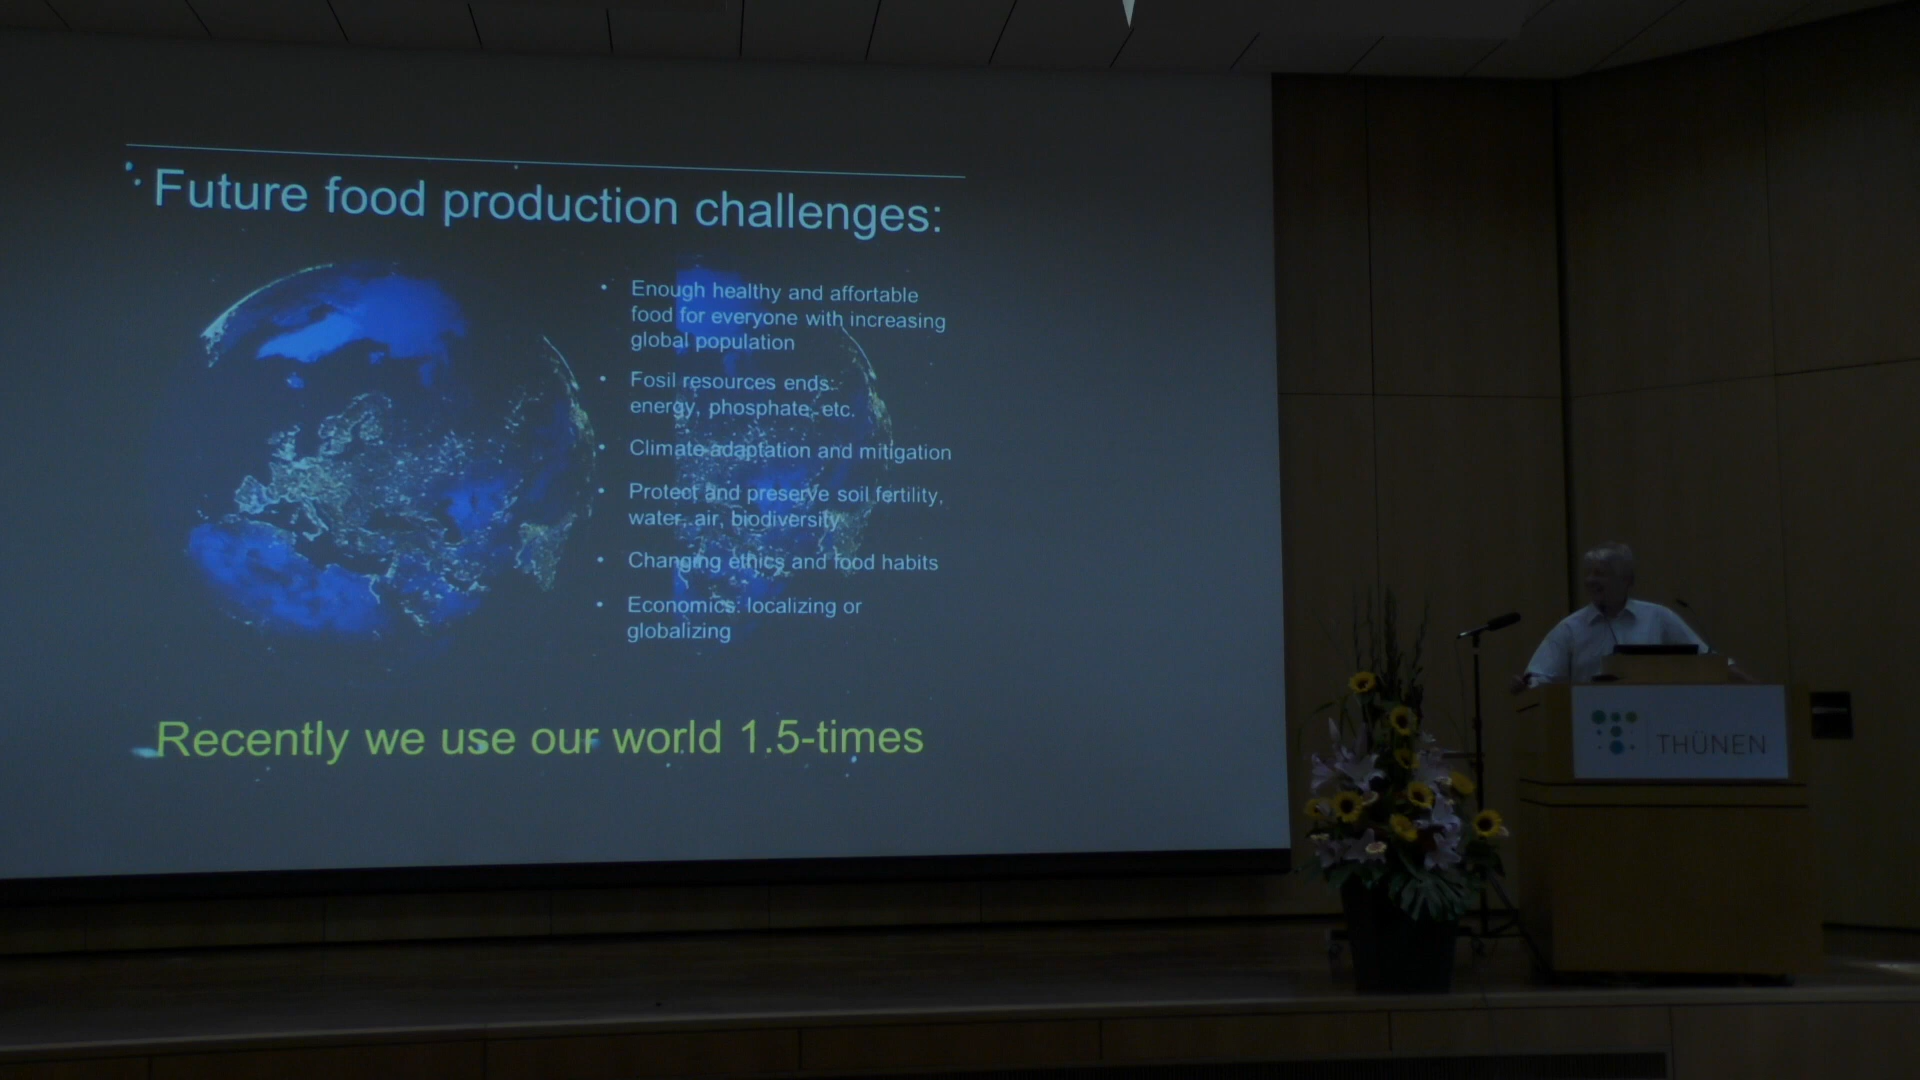 Future food production challenges:
• Enough healthy and affortable
food for everyone with increasing
global population
• Fosil resources ends:
energy, phosphate, etc.
• Climate adaptation and mitigation
• Protect and preserve soil fertility,
water, air, biodiversity
• Changing ethics and food habits
• Economics: localizing or
globalizing
Recently we use our world 1.5-times
THÜNEN